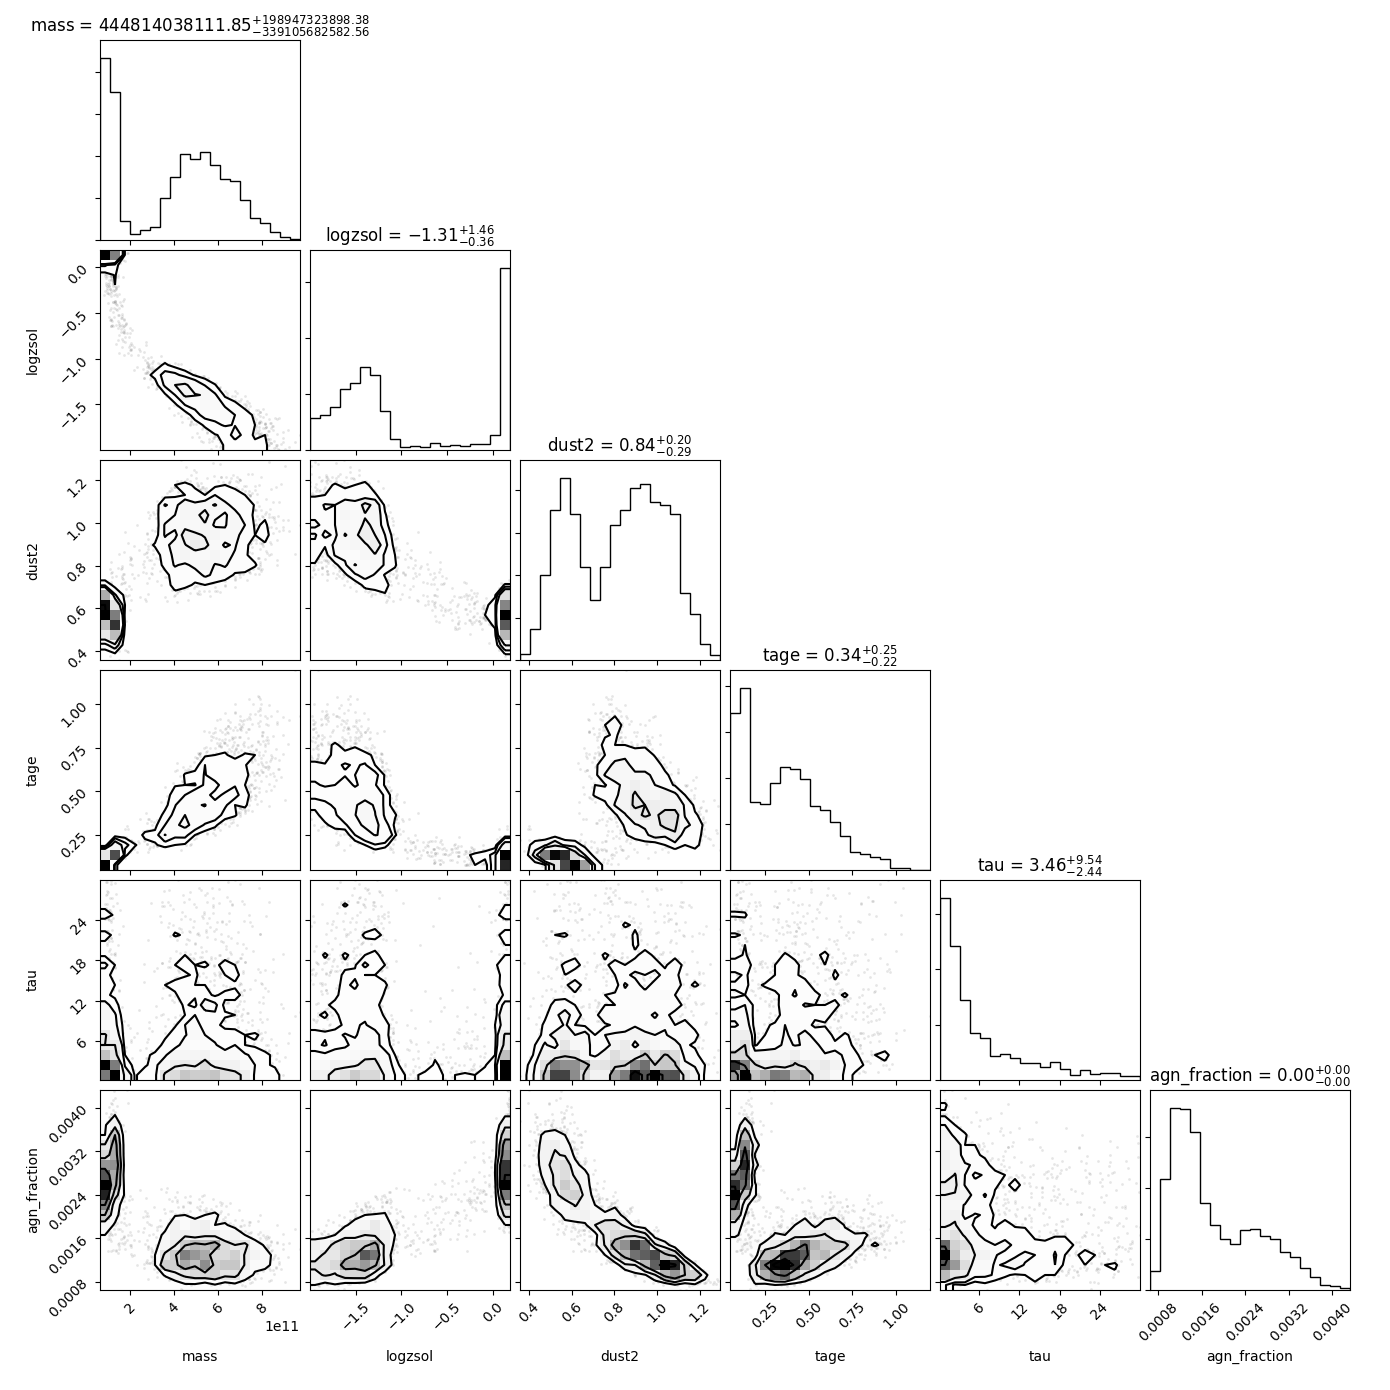 mass = 444814038111.85+198947323898.38−339105682582.56
logzsol = −1.31+1.46−0.36
0.0
−0.5
−1.0
−1.5
logzsol
dust2 = 0.84+0.20−0.29
1.2
1.0
0.8
0.6
0.4
dust2
tage = 0.34+0.25−0.22
1.00
0.75
0.50
0.25
tage
tau = 3.46+9.54−2.44
24
18
12
6
tau
agn_fraction = 0.00+0.00−0.00
0.0040
0.0032
0.0024
0.0016
0.0008
agn_fraction
2 4 6 8
1e11
mass
−1.5 −1.0 −0.5 0.0
logzsol
0.4 0.6 0.8 1.0 1.2
dust2
0.25 0.50 0.75 1.00
tage
6 12 18 24
tau
0.0008 0.0016 0.0024 0.0032 0.0040
agn_fraction